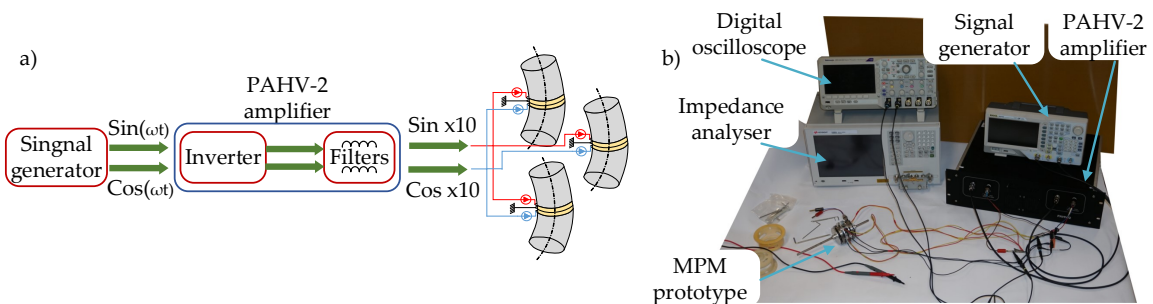 a)
PAHV-2
amplifier
Singnal
generator
Sin(ωt)
Cos(ωt)
Inverter
Filters
Sin x10
Cos x10
b)
Digital
oscilloscope
Signal
generator
PAHV-2
amplifier
Impedance
analyser
MPM
prototype